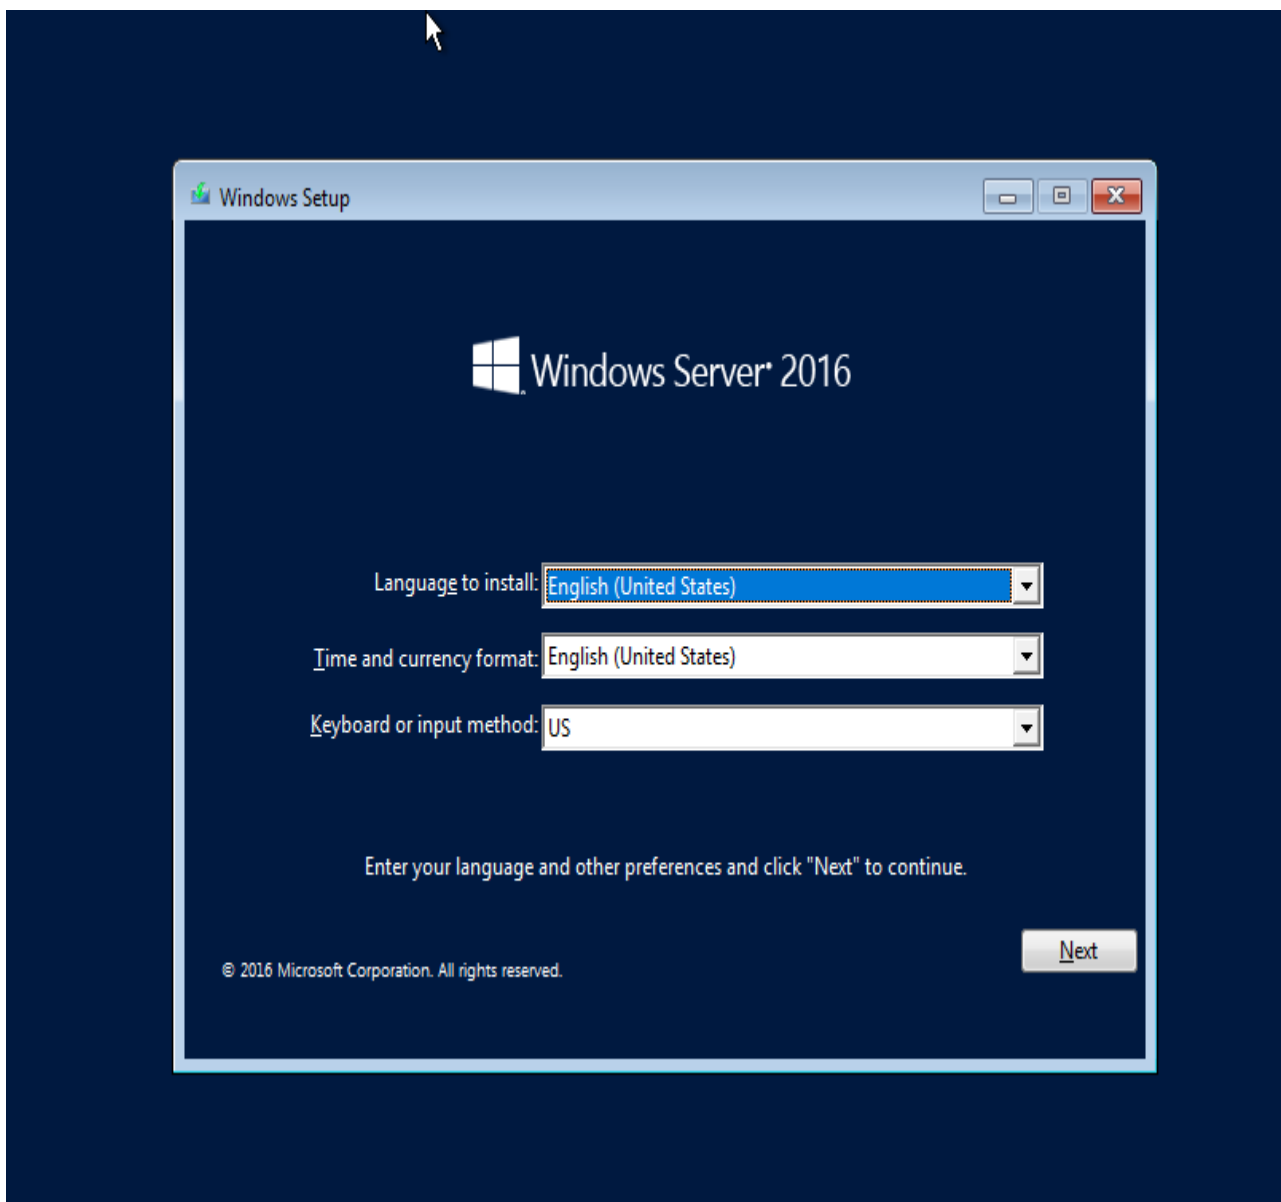 Windows Setup
Windows Server® 2016
Language to install: English (United States)
Time and currency format: English (United States)
Keyboard or input method: US
Enter your language and other preferences and click "Next" to continue.
Next
© 2016 Microsoft Corporation. All rights reserved.